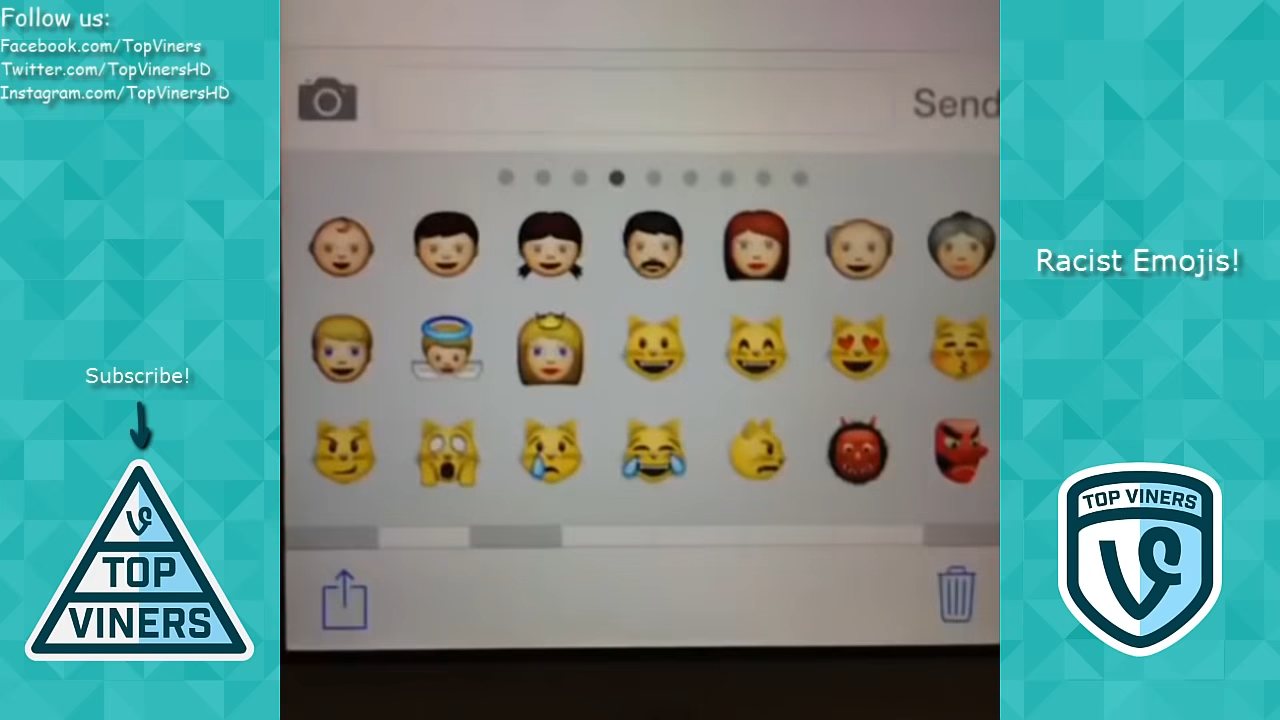 Follow us:
Facebook.com/TopViners
Twitter.com/TopVinersHD
Instagram.com/TopVinersHD
Send
Racist Emojis!
Subscribe!
TOP
VINERS
TOP VINERS